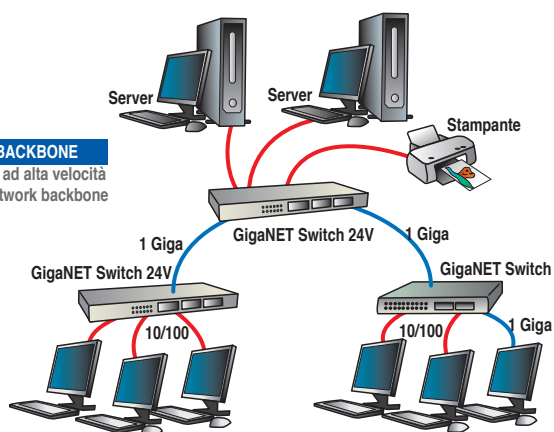 Server
Server
Stampante
BACKBONE
ad alta velocità
twork backbone
1 Giga
GigaNET Switch 24V
1 Giga
GigaNET Switch 24V
GigaNET Switch
10/100
10/100
1 Giga